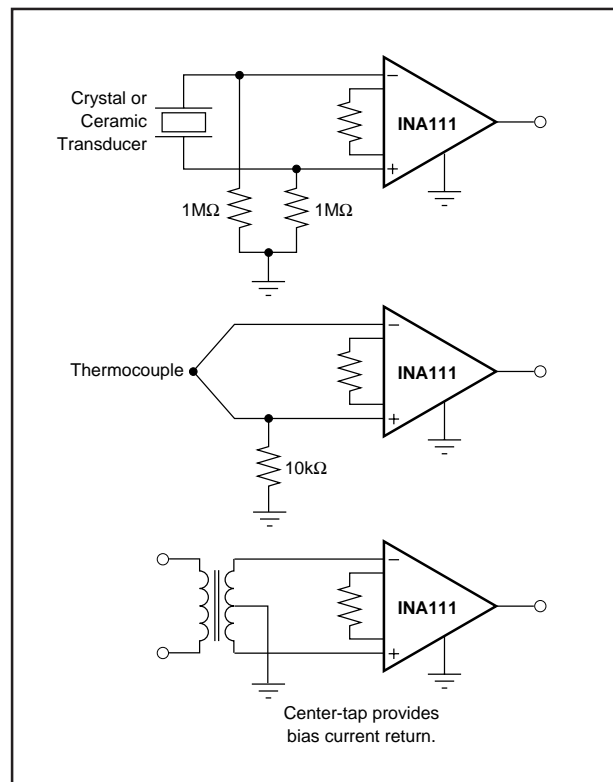 Crystal or
Ceramic
Transducer
−
INA111
+
1MΩ
1MΩ
Thermocouple
−
INA111
+
10kΩ
−
INA111
+
Center-tap provides
bias current return.